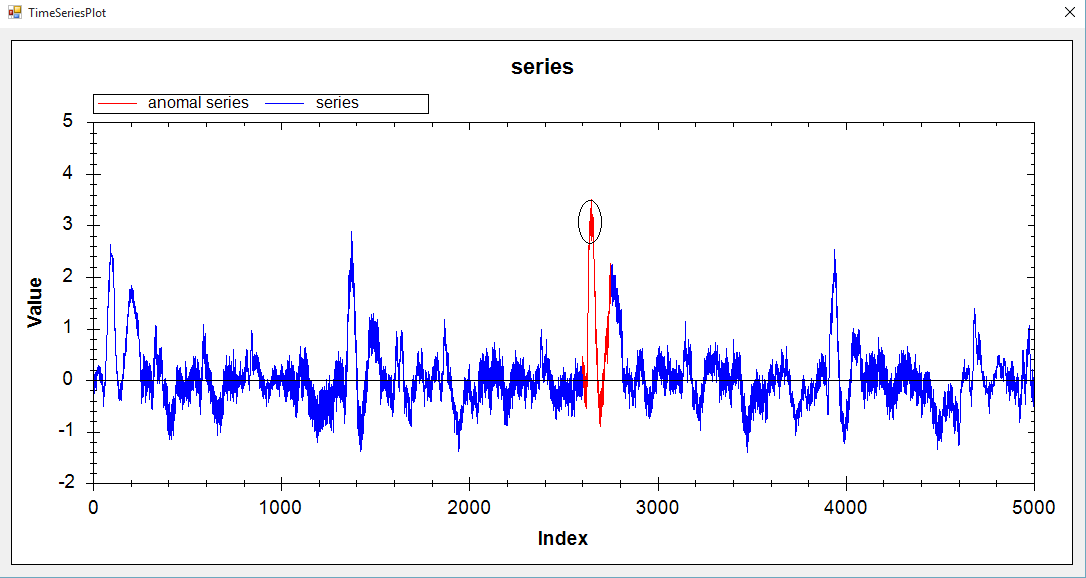 TimeSeriesPlot
series
anomal series series
5
4
3
2
1
0
-1
-2
Value
0 1000 2000 3000 4000 5000
Index